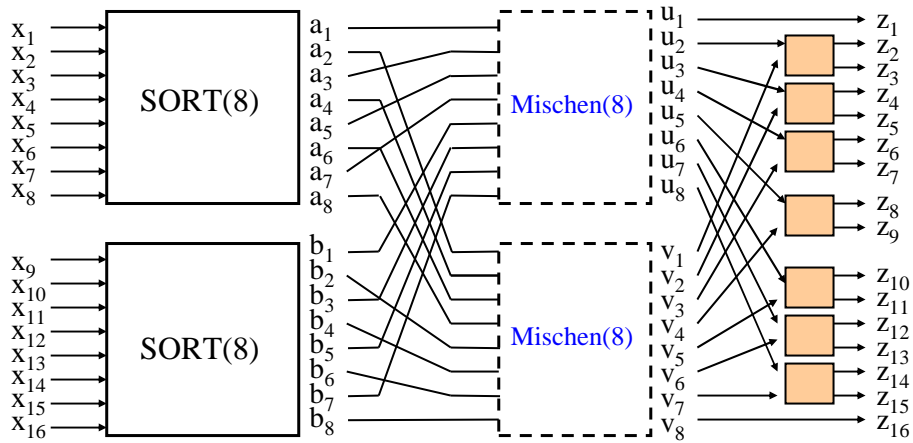 x₁
x₂
x₃
x₄
x₅
x₆
x₇
x₈
SORT(8)
a₁
a₂
a₃
a₄
a₅
a₆
a₇
a₈
Mischen(8)
u₁
u₂
u₃
u₄
u₅
u₆
u₇
u₈
z₁
z₂
z₃
z₄
z₅
z₆
z₇
z₈
z₉
x₉
x₁₀
x₁₁
x₁₂
x₁₃
x₁₄
x₁₅
x₁₆
SORT(8)
b₁
b₂
b₃
b₄
b₅
b₆
b₇
b₈
Mischen(8)
v₁
v₂
v₃
v₄
v₅
v₆
v₇
v₈
z₁₀
z₁₁
z₁₂
z₁₃
z₁₄
z₁₅
z₁₆